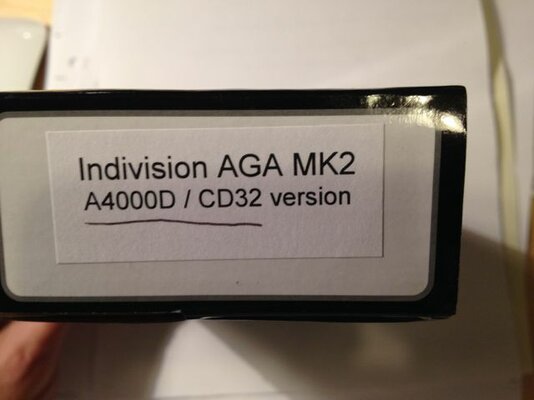 Indivision AGA MK2
A4000D / CD32 version